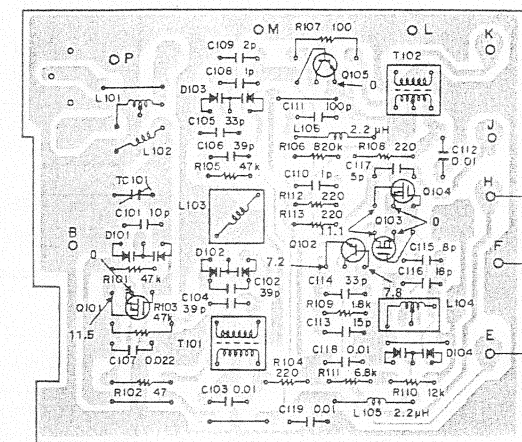 R107 100
M
L
K
C109 2p
P
T102
C108 1p
Q105
D103
0
L101
C111 100p
C105 33p
L106 2.2µH
J
L102
C106 39p
R106 820k
R108 220
C112 0.01
R105 47k
C117 5p
TC101
C110 1p
Q104
H
R112 220
C101 10p
L103
R113 220
Q103
0
11.1
D101
Q102
B
D102
C115 8p
0
F
7.2
C116 18p
R101 47k
C102 39p
C114 33p
7.8
C104 39p
R109 1.8k
L104
Q101
R103 47k
C113 15p
11.5
T101
E
C107 0.022
C118 0.01
D104
R104 220
R111 6.8k
R102 47
R110 12k
C103 0.01
L105 2.2µH
C119 0.01